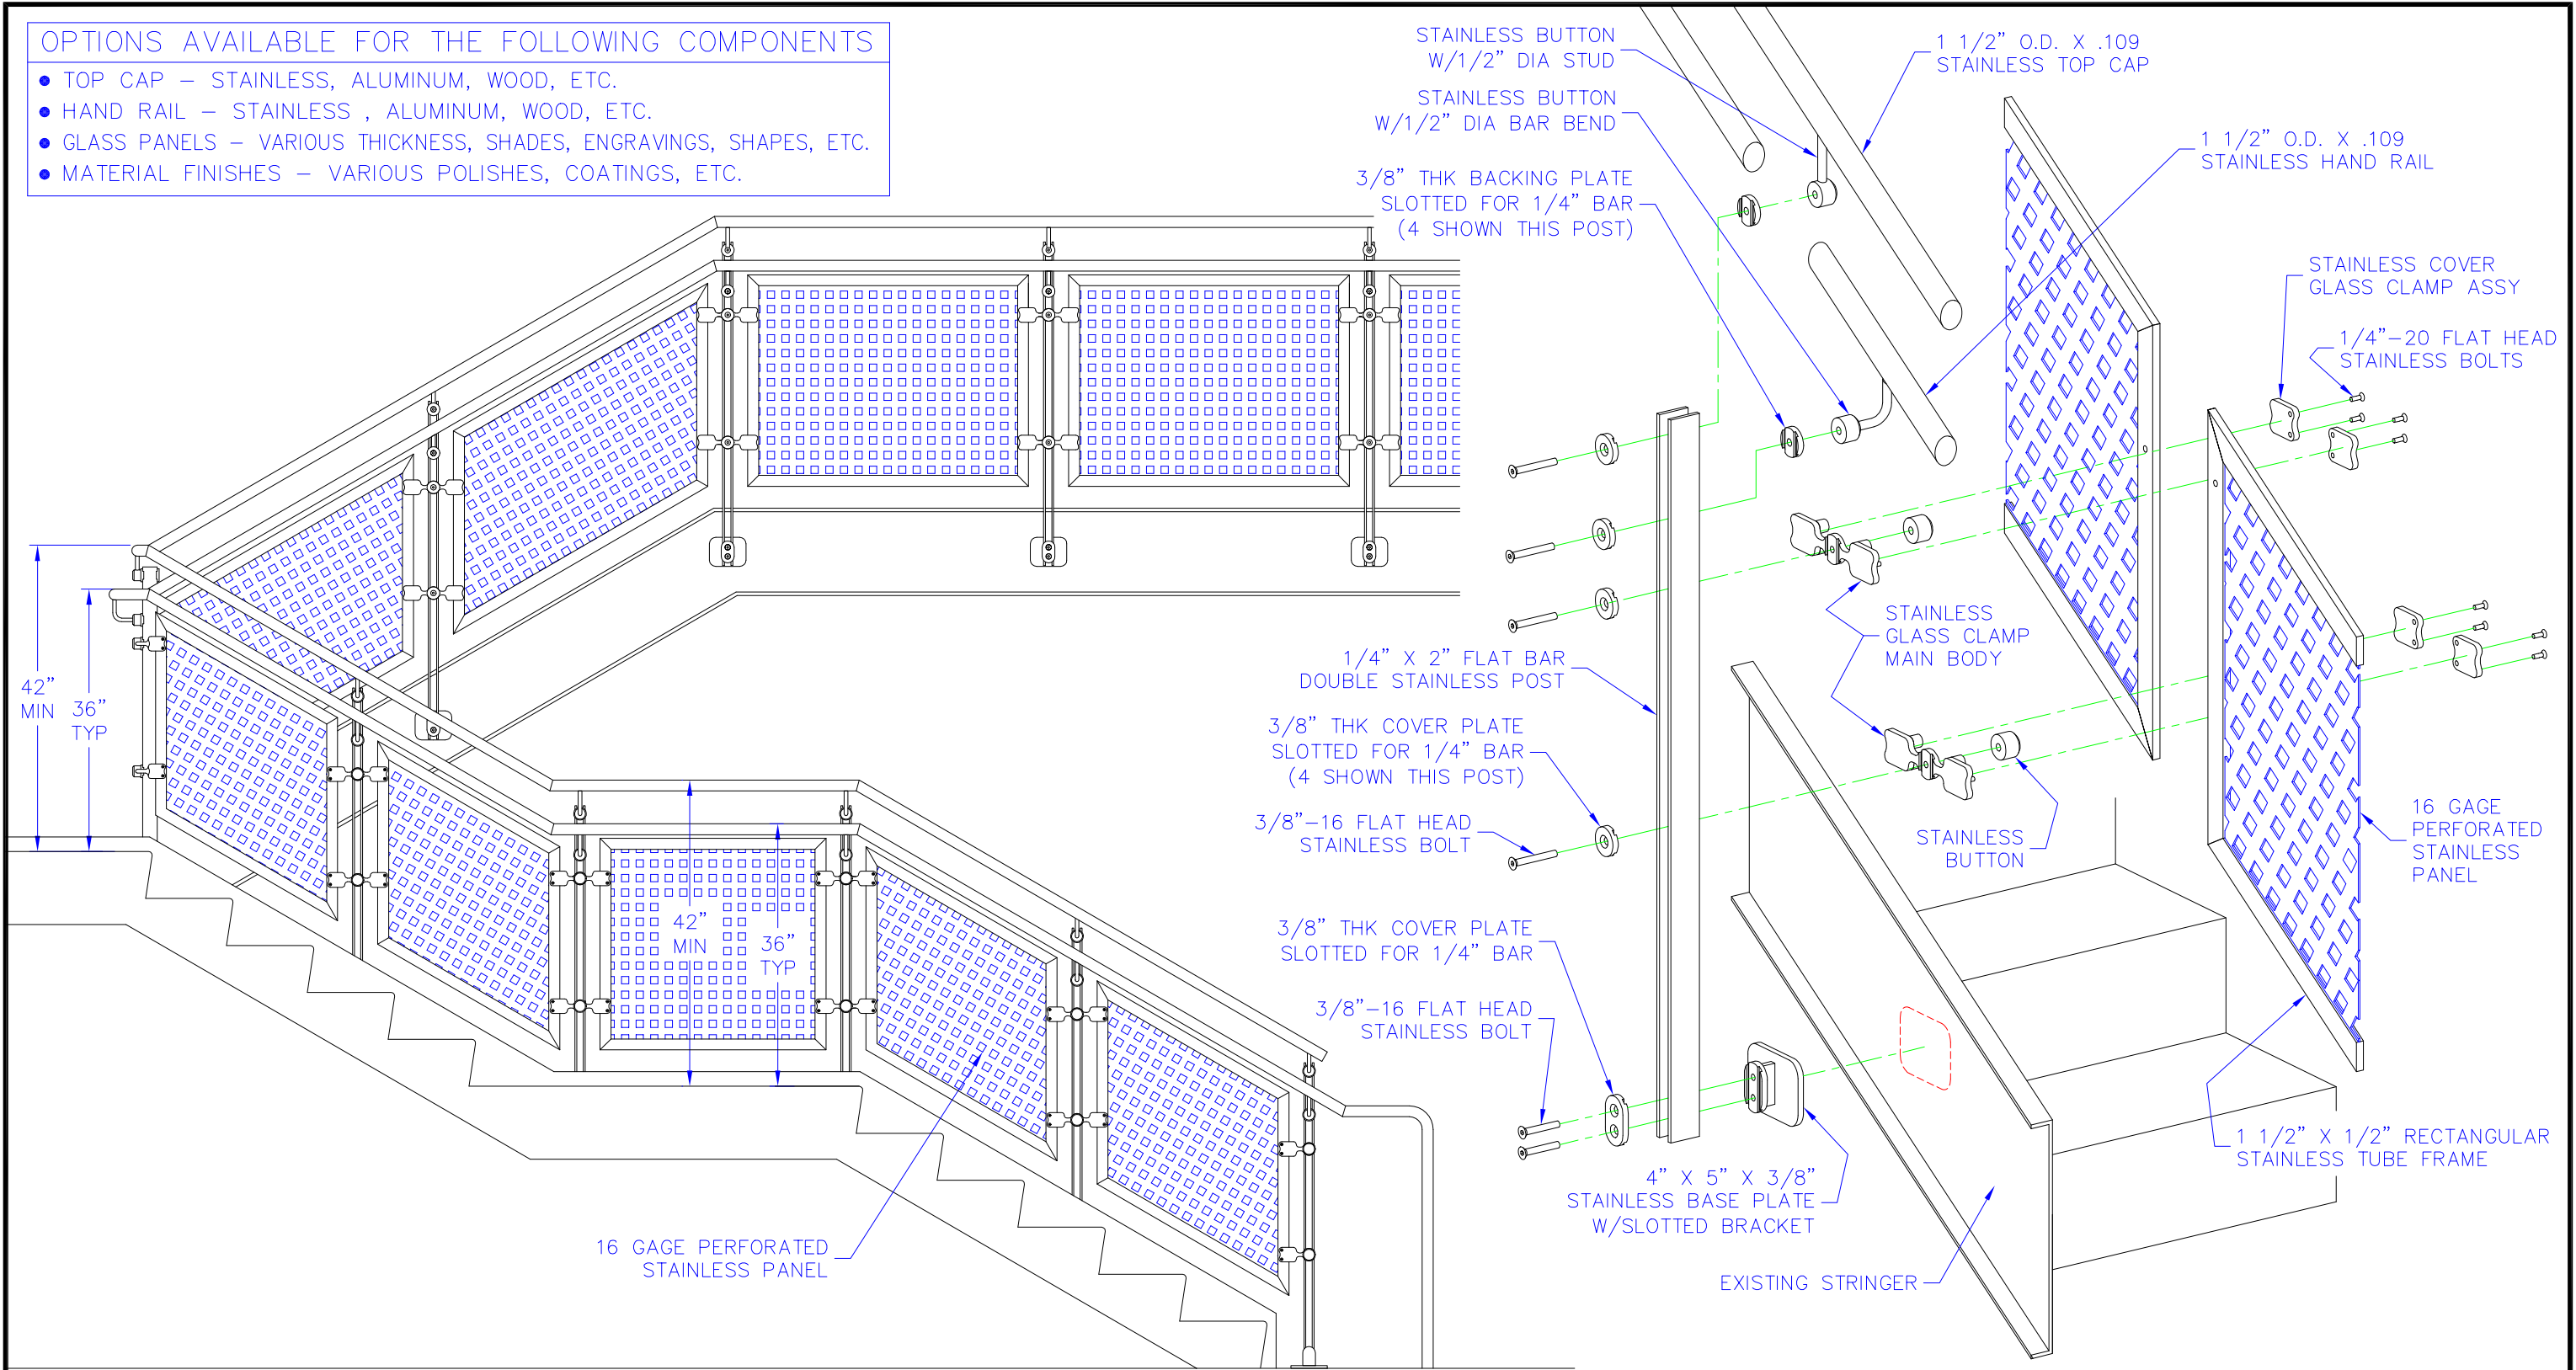 OPTIONS AVAILABLE FOR THE FOLLOWING COMPONENTS
● TOP CAP – STAINLESS, ALUMINUM, WOOD, ETC.
● HAND RAIL – STAINLESS , ALUMINUM, WOOD, ETC.
● GLASS PANELS – VARIOUS THICKNESS, SHADES, ENGRAVINGS, SHAPES, ETC.
● MATERIAL FINISHES – VARIOUS POLISHES, COATINGS, ETC.
42”
MIN
36”
TYP
42”
MIN
36”
TYP
16 GAGE PERFORATED
STAINLESS PANEL
STAINLESS BUTTON
W/1/2” DIA STUD
STAINLESS BUTTON
W/1/2” DIA BAR BEND
3/8” THK BACKING PLATE
SLOTTED FOR 1/4” BAR
(4 SHOWN THIS POST)
1 1/2” O.D. X .109
STAINLESS TOP CAP
1 1/2” O.D. X .109
STAINLESS HAND RAIL
STAINLESS COVER
GLASS CLAMP ASSY
1/4”–20 FLAT HEAD
STAINLESS BOLTS
STAINLESS
GLASS CLAMP
MAIN BODY
1/4” X 2” FLAT BAR
DOUBLE STAINLESS POST
3/8” THK COVER PLATE
SLOTTED FOR 1/4” BAR
(4 SHOWN THIS POST)
3/8”–16 FLAT HEAD
STAINLESS BOLT
STAINLESS
BUTTON
16 GAGE
PERFORATED
STAINLESS
PANEL
3/8” THK COVER PLATE
SLOTTED FOR 1/4” BAR
3/8”–16 FLAT HEAD
STAINLESS BOLT
4” X 5” X 3/8”
STAINLESS BASE PLATE
W/SLOTTED BRACKET
1 1/2” X 1/2” RECTANGULAR
STAINLESS TUBE FRAME
EXISTING STRINGER